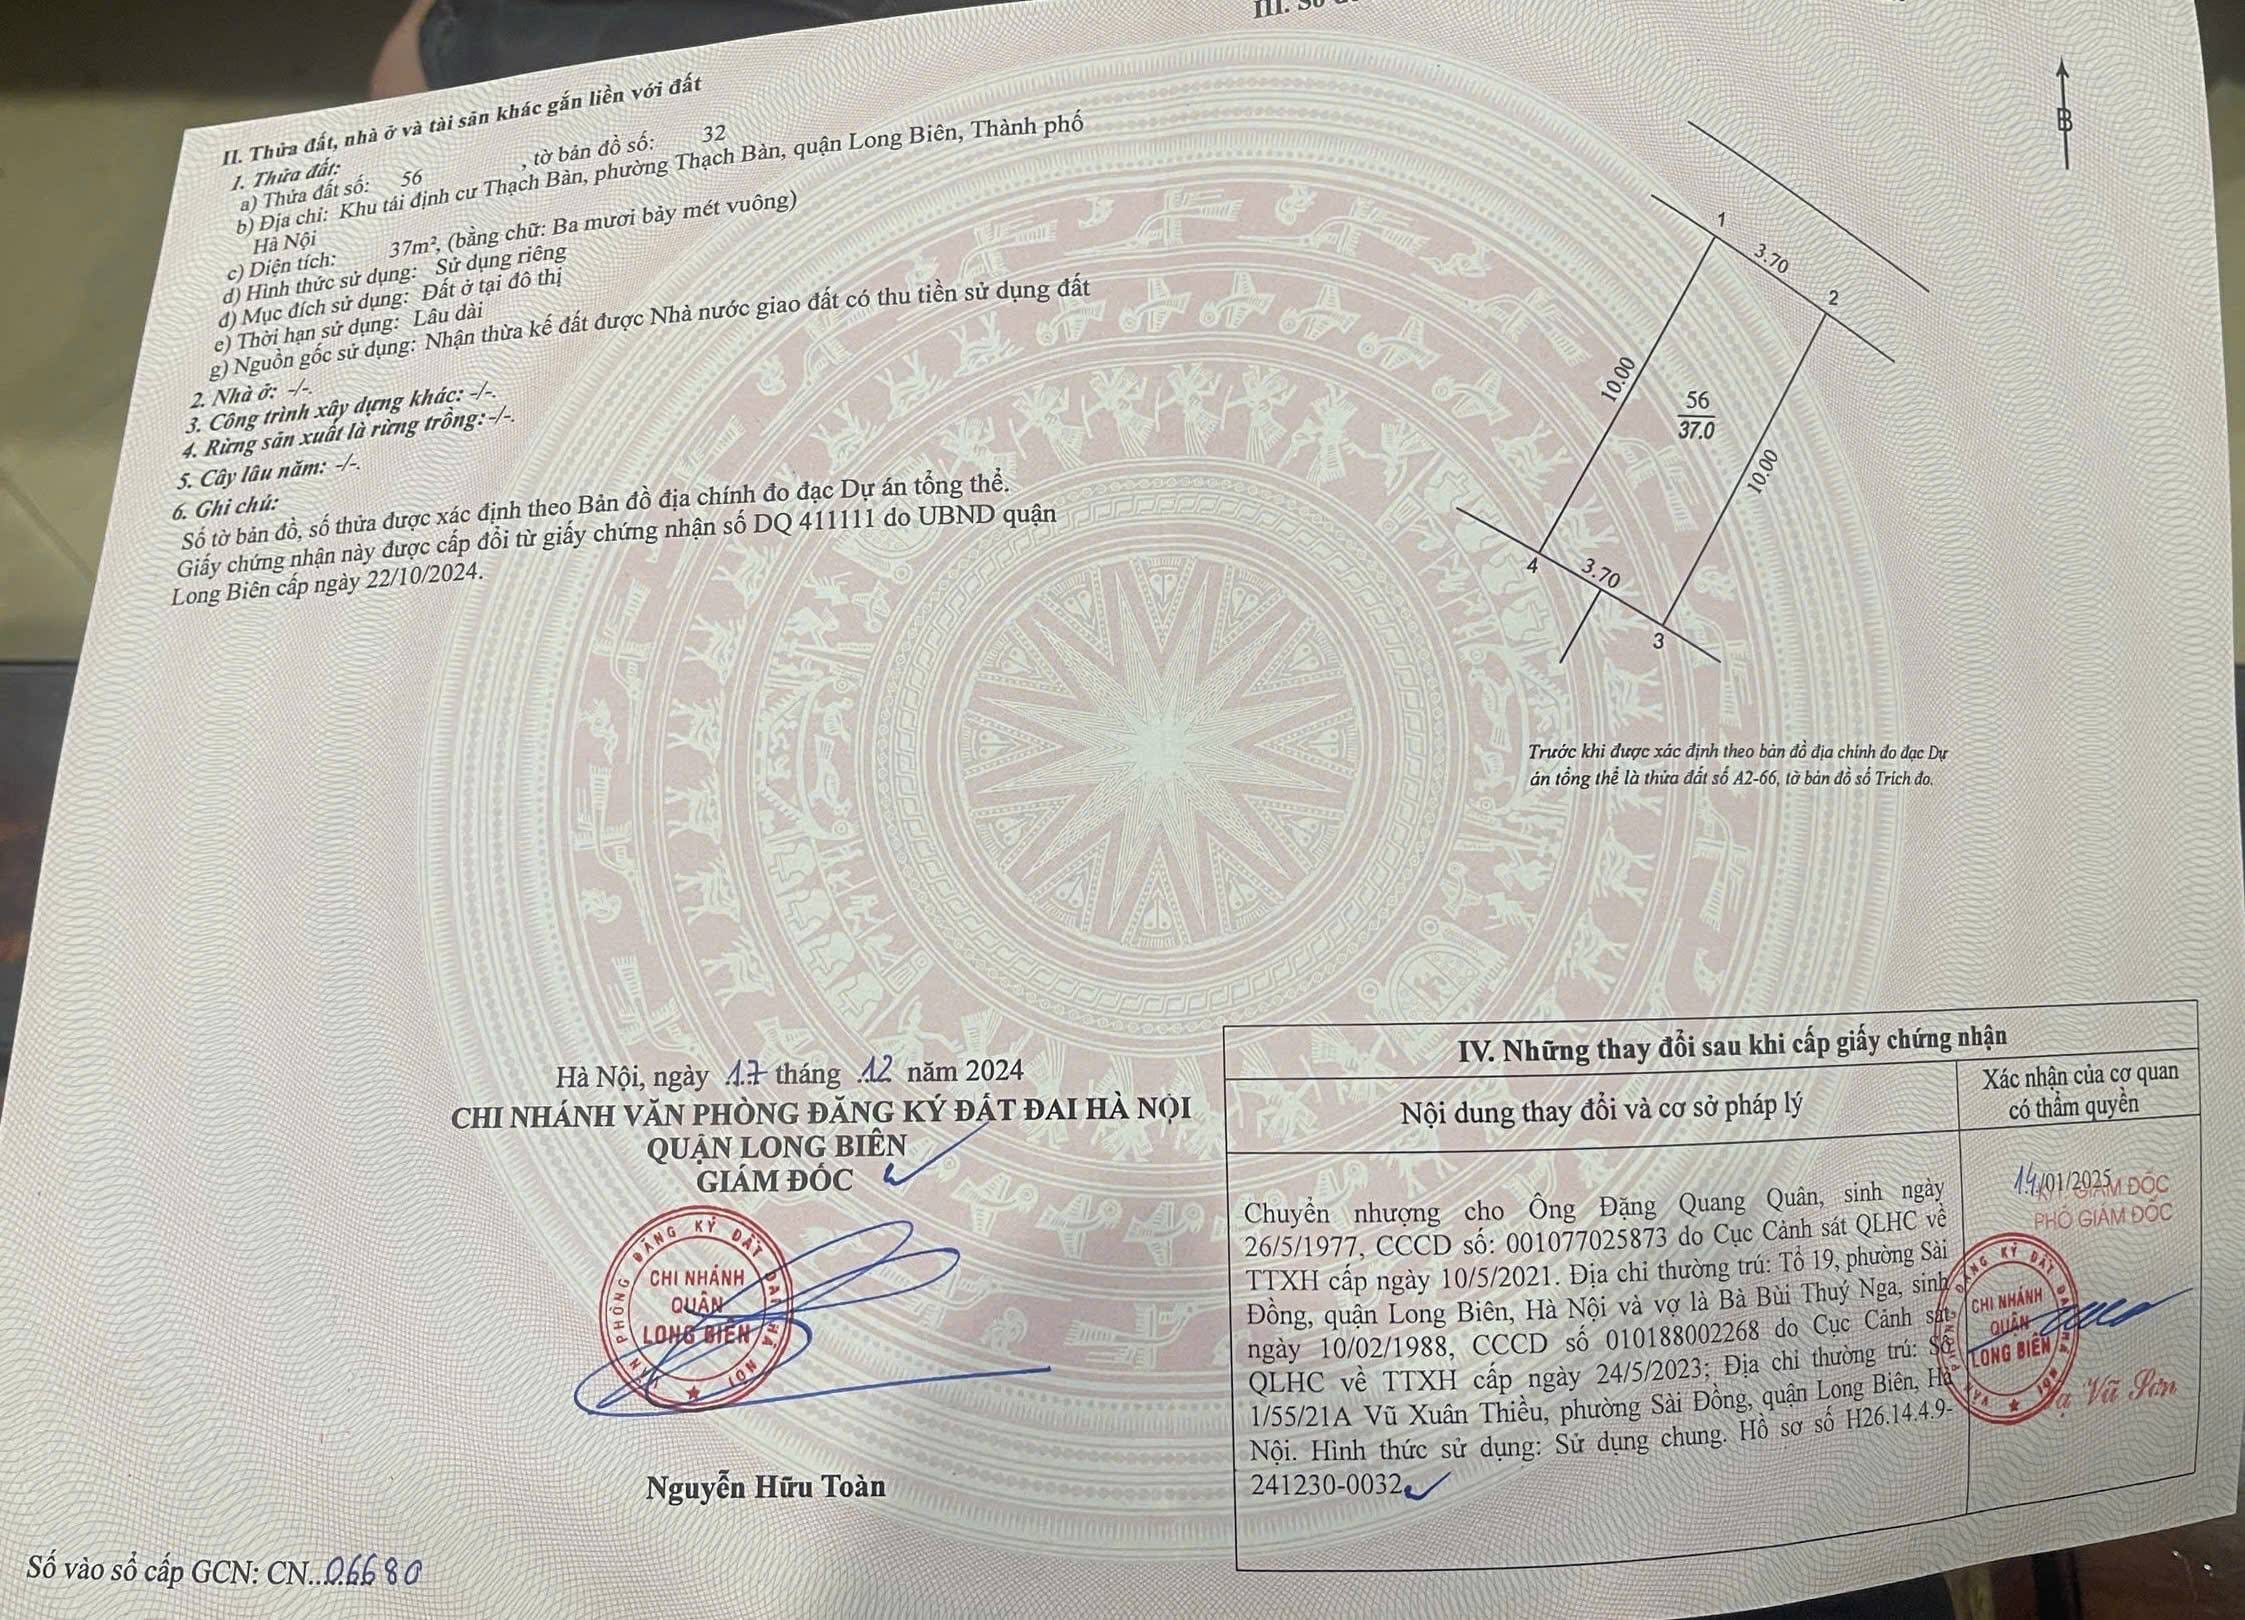 II. Thửa đất, nhà ở và tài sản khác gắn liền với đất
1. Thửa đất:
a) Thửa đất số: 56 , tờ bản đồ số: 32
b) Địa chỉ: Khu tái định cư Thạch Bàn, phường Thạch Bàn, quận Long Biên, Thành phố
Hà Nội
c) Diện tích: 37m², (bằng chữ: Ba mươi bảy mét vuông)
d) Hình thức sử dụng: Sử dụng riêng
đ) Mục đích sử dụng: Đất ở tại đô thị
e) Thời hạn sử dụng: Lâu dài
g) Nguồn gốc sử dụng: Nhận thừa kế đất được Nhà nước giao đất có thu tiền sử dụng đất
2. Nhà ở: -/-.
3. Công trình xây dựng khác: -/-.
4. Rừng sản xuất là rừng trồng:-/-.
5. Cây lâu năm: -/-.
6. Ghi chú:
Số tờ bản đồ, số thửa được xác định theo Bản đồ địa chính đo đạc Dự án tổng thể.
Giấy chứng nhận này được cấp đổi từ giấy chứng nhận số DQ 411111 do UBND quận
Long Biên cấp ngày 22/10/2024.
III.
B
1
3.70
2
10.00
56
37.0
10.00
4
3.70
3
Trước khi được xác định theo bản đồ địa chính đo đạc Dự
án tổng thể là thửa đất số A2-66, tờ bản đồ số Trích đo.
Hà Nội, ngày 17 tháng 12 năm 2024
CHI NHÁNH VĂN PHÒNG ĐĂNG KÝ ĐẤT ĐAI HÀ NỘI
QUẬN LONG BIÊN
GIÁM ĐỐC
VĂN PHÒNG ĐĂNG KÝ ĐẤT ĐAI HÀ NỘI
CHI NHÁNH
QUẬN
LONG BIÊN
Nguyễn Hữu Toàn
Số vào sổ cấp GCN: CN...06680
IV. Những thay đổi sau khi cấp giấy chứng nhận
Nội dung thay đổi và cơ sở pháp lý
Xác nhận của cơ quan
có thẩm quyền
Chuyển nhượng cho Ông Đặng Quang Quân, sinh ngày
26/5/1977, CCCD số: 001077025873 do Cục Cảnh sát QLHC về
TTXH cấp ngày 10/5/2021. Địa chỉ thường trú: Tổ 19, phường Sài
Đồng, quận Long Biên, Hà Nội và vợ là Bà Bùi Thuý Nga, sinh
ngày 10/02/1988, CCCD số 010188002268 do Cục Cảnh sát
QLHC về TTXH cấp ngày 24/5/2023; Địa chỉ thường trú: Số
1/55/21A Vũ Xuân Thiều, phường Sài Đồng, quận Long Biên, Hà
Nội. Hình thức sử dụng: Sử dụng chung. Hồ sơ số H26.14.4.9-
241230-0032
14/01/2025
GIÁM ĐỐC
PHÓ GIÁM ĐỐC
VĂN PHÒNG ĐĂNG KÝ ĐẤT ĐAI HÀ NỘI
CHI NHÁNH
QUẬN
LONG BIÊN
Vũ Sơn